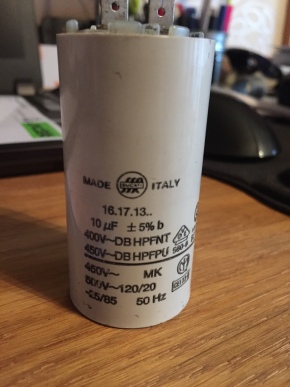 MADE ITALY
16.17.13..
10 µF ± 5% b
400V~DB HPFNT
450V~DB HPFPU
460V~ MK
500V~120/20
-25/85 50 Hz